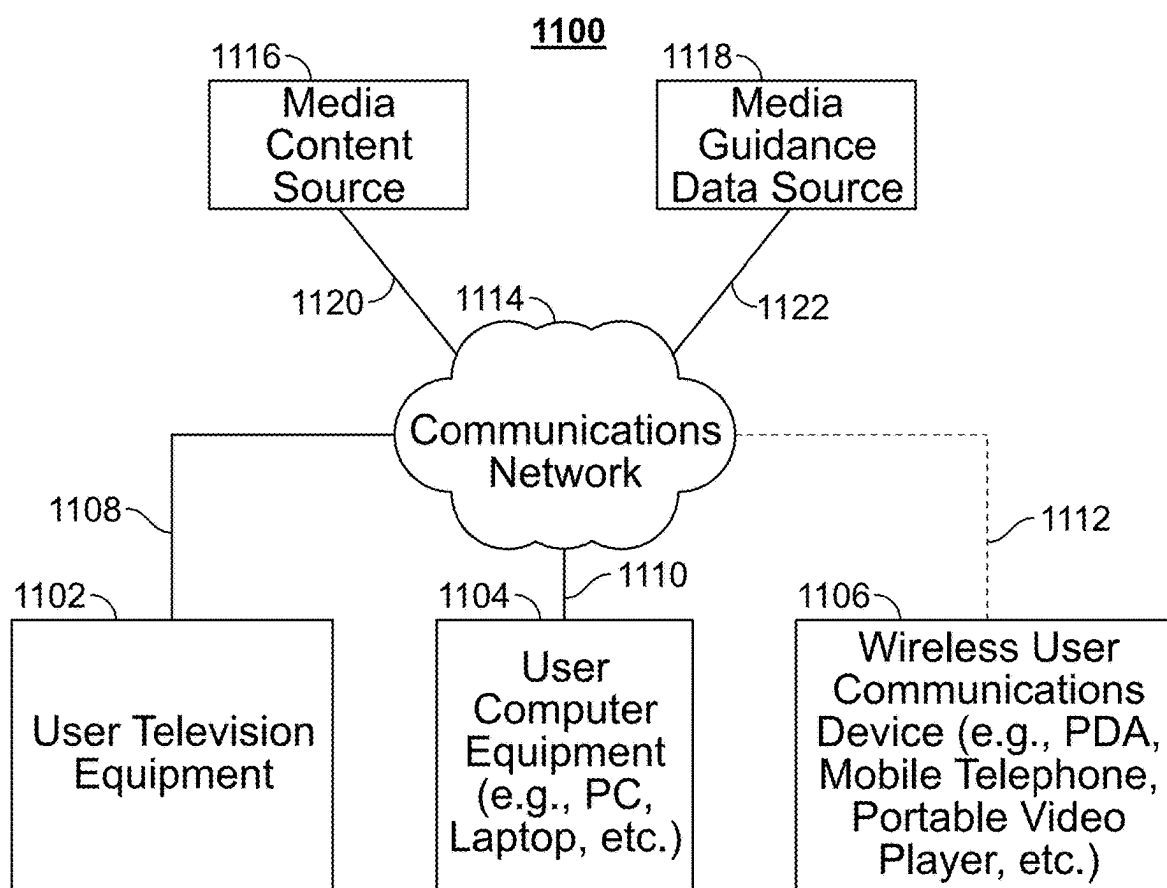 1100
1116
Media
Content
Source
1118
Media
Guidance
Data Source
1120
1114
1122
Communications
Network
1108
1110
1112
1102
User Television
Equipment
1104
User
Computer
Equipment
(e.g., PC,
Laptop, etc.)
1106
Wireless User
Communications
Device (e.g., PDA,
Mobile Telephone,
Portable Video
Player, etc.)